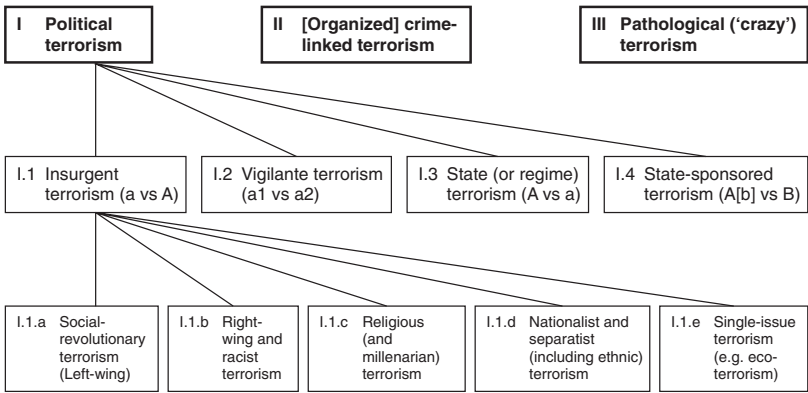 I Political
terrorism
II [Organized] crime-
linked terrorism
III Pathological (‘crazy’)
terrorism
I.1 Insurgent
terrorism (a vs A)
I.2 Vigilante terrorism
(a1 vs a2)
I.3 State (or regime)
terrorism (A vs a)
I.4 State-sponsored
terrorism (A[b] vs B)
I.1.a Social-
revolutionary
terrorism
(Left-wing)
I.1.b Right-
wing and
racist
terrorism
I.1.c Religious
(and
millenarian)
terrorism
I.1.d Nationalist and
separatist
(including ethnic)
terrorism
I.1.e Single-issue
terrorism
(e.g. eco-
terrorism)